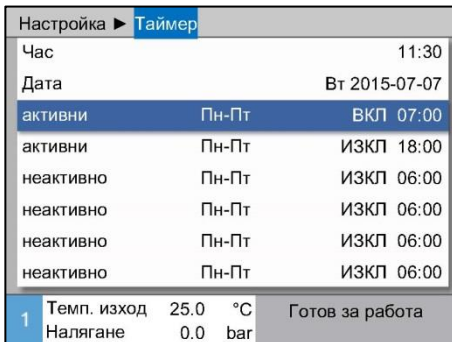 Настройка ► Таймер
Час 11:30
Дата Вт 2015-07-07
активни Пн-Пт ВКЛ 07:00
активни Пн-Пт ИЗКЛ 18:00
неактивно Пн-Пт ИЗКЛ 06:00
неактивно Пн-Пт ИЗКЛ 06:00
неактивно Пн-Пт ИЗКЛ 06:00
неактивно Пн-Пт ИЗКЛ 06:00
1 Темп. изход 25.0 °C Готов за работа
Налягане 0.0 bar